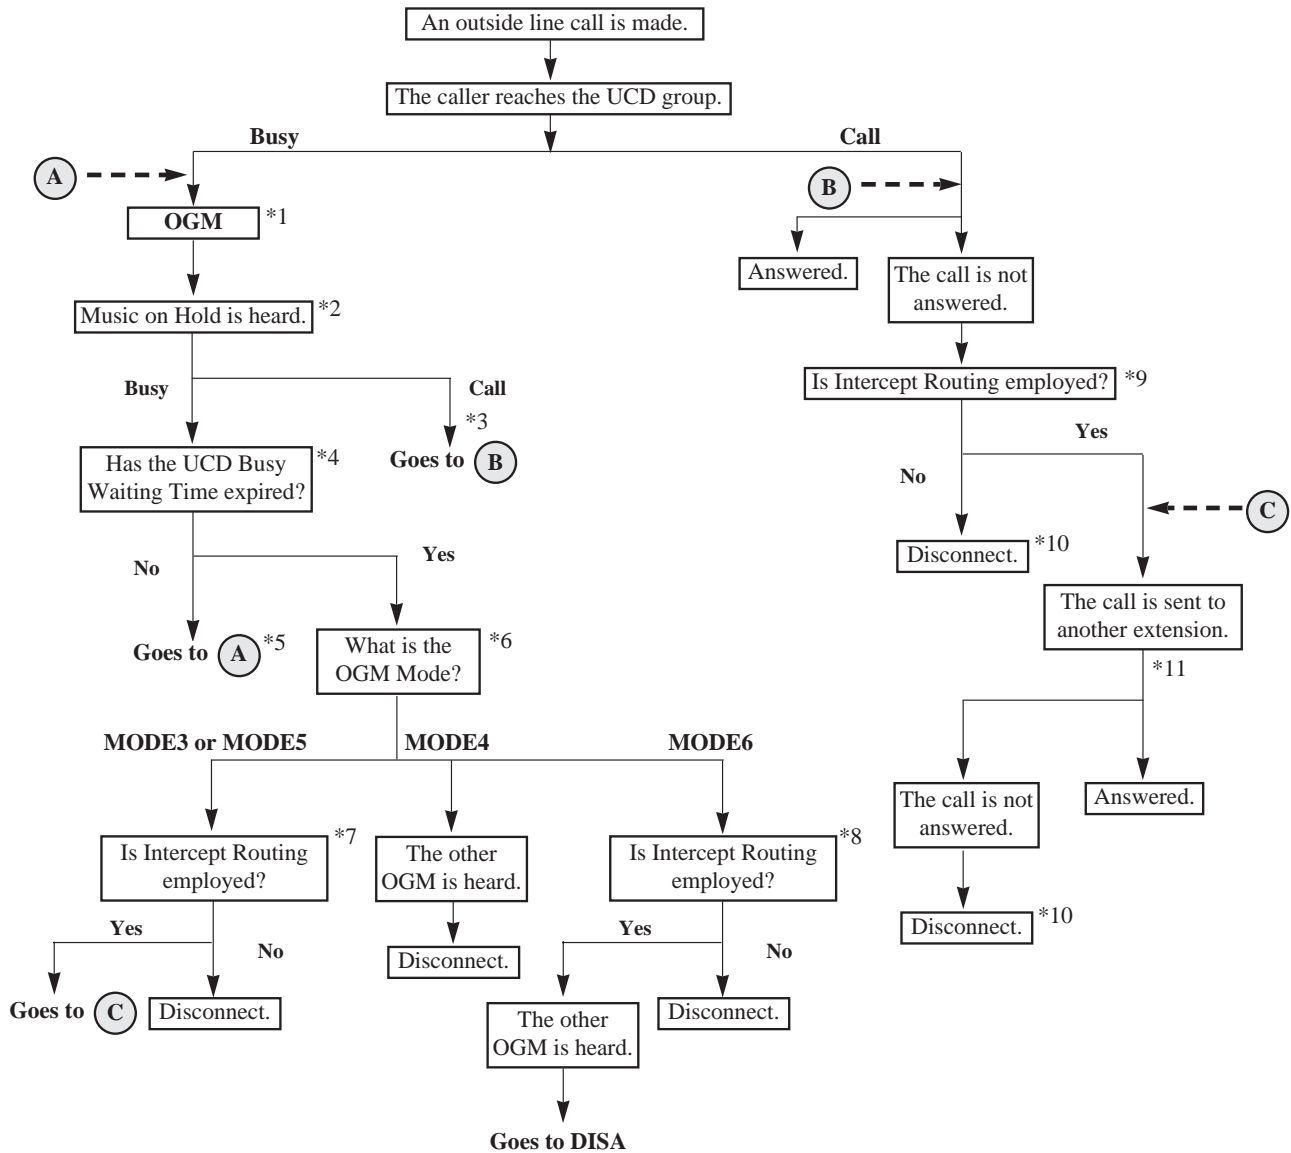 An outside line call is made.
The caller reaches the UCD group.
Busy
Call
A
B
OGM
*1
Answered.
The call is not
answered.
Music on Hold is heard.
*2
Busy
Call
*3
Goes to B
Is Intercept Routing employed?
*9
Yes
No
C
Has the UCD Busy
Waiting Time expired?
*4
No
Yes
Disconnect.
*10
The call is sent to
another extension.
*11
Goes to A
*5
What is the
OGM Mode?
*6
MODE3 or MODE5
MODE4
MODE6
The call is not
answered.
Answered.
Disconnect.
*10
Is Intercept Routing
employed?
*7
The other
OGM is heard.
Is Intercept Routing
employed?
*8
Yes
No
Disconnect.
Yes
No
Goes to C
Disconnect.
The other
OGM is heard.
Disconnect.
Goes to DISA